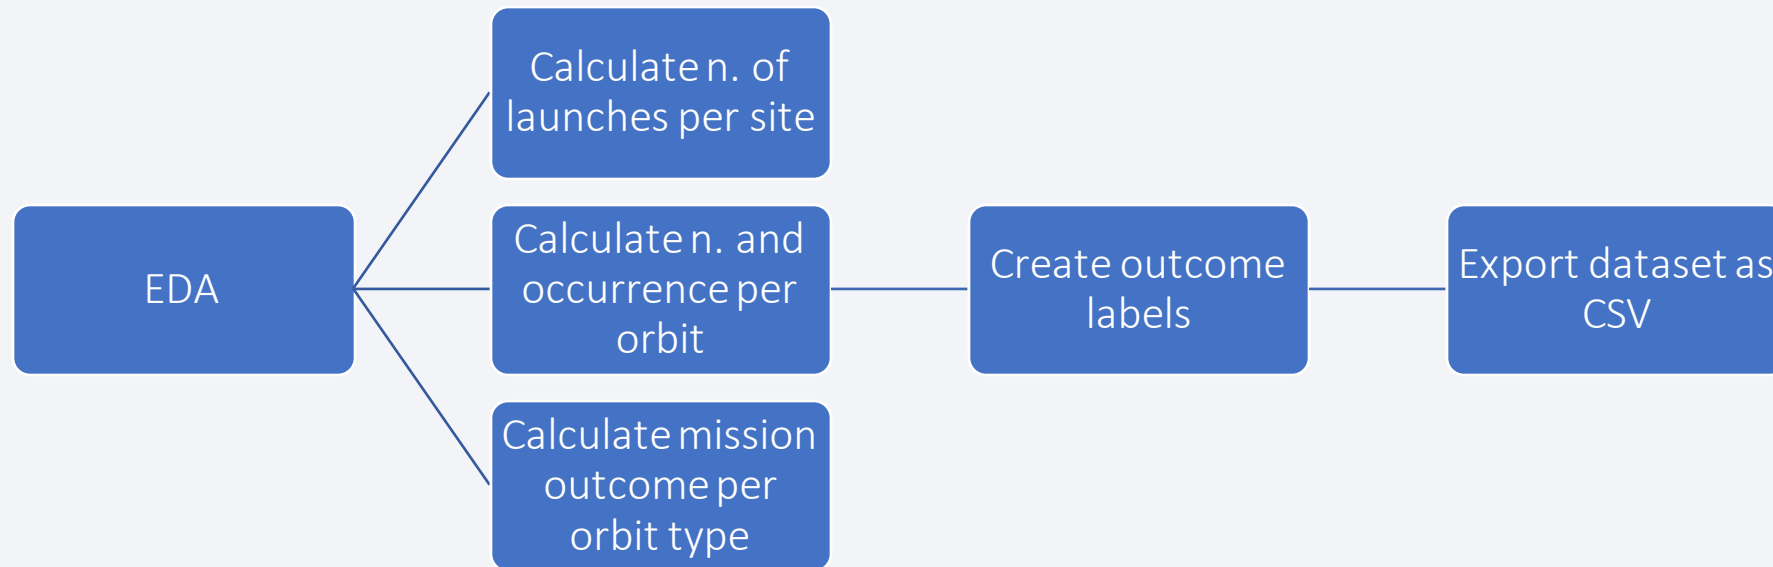 EDA
Calculate n. of
launches per site
Calculate n. and
occurrence per
orbit
Calculate mission
outcome per
orbit type
Create outcome
labels
Export dataset as
CSV